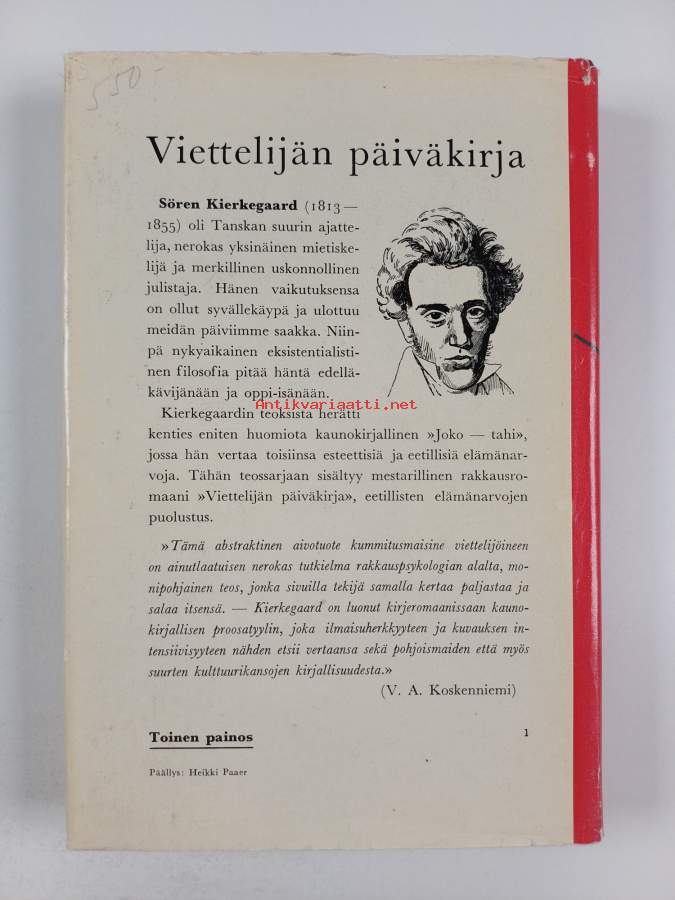 550-
Viettelijän päiväkirja
Sören Kierkegaard (1813—
1855) oli Tanskan suurin ajatte-
lija, nerokas yksinäinen mietiske-
lijä ja merkillinen uskonnollinen
julistaja. Hänen vaikutuksensa
on ollut syvällekäypä ja ulottuu
meidän päiviimme saakka. Niin-
pä nykyaikainen eksistentialisti-
nen filosofia pitää häntä edellä-
kävijänään ja oppi-isänään.
Antikvariaatti.net
Kierkegaardin teoksista herätti
kenties eniten huomiota kaunokirjallinen »Joko — tahi»,
jossa hän vertaa toisiinsa esteettisiä ja eetillisiä elämänar-
voja. Tähän teossarjaan sisältyy mestarillinen rakkausro-
maani »Viettelijän päiväkirja», eetillisten elämänarvojen
puolustus.
»Tämä abstraktinen aivotuote kummitusmaisine viettelijöineen
on ainutlaatuisen nerokas tutkielma rakkauspsykologian alalta, mo-
nipohjainen teos, jonka sivuilla tekijä samalla kertaa paljastaa ja
salaa itsensä. — Kierkegaard on luonut kirjeromaanissaan kauno-
kirjallisen proosatyylin, joka ilmaisuherkkyyteen ja kuvauksen in-
tensiivisyyteen nähden etsii vertaansa sekä pohjoismaiden että myös
suurten kulttuurikansojen kirjallisuudesta.»
(V. A. Koskenniemi)
Toinen painos
1
Päällys: Heikki Paaer